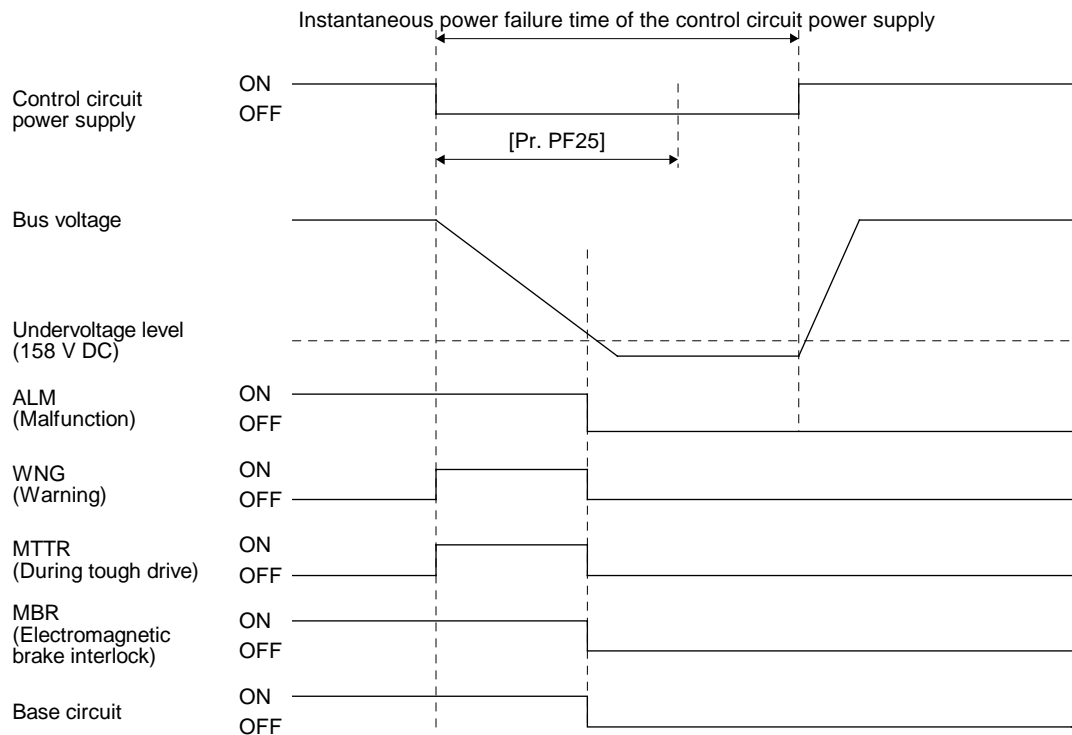 Instantaneous power failure time of the control circuit power supply
Control circuit
power supply
ON
OFF
[Pr. PF25]
Bus voltage
Undervoltage level
(158 V DC)
ALM
(Malfunction)
ON
OFF
WNG
(Warning)
ON
OFF
MTTR
(During tough drive)
ON
OFF
MBR
(Electromagnetic
brake interlock)
ON
OFF
Base circuit
ON
OFF